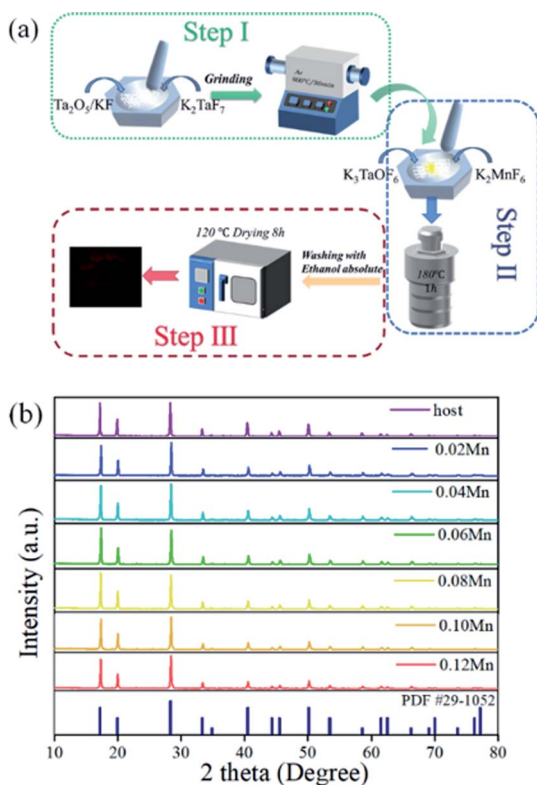 (a)
Step I
Grinding
Ta₂O₅/KF
K₂TaF₇
Ar
K₃TaOF₆
K₂MnF₆
Step II
180℃
1h
120 ℃ Drying 8h
Washing with
Ethanol absolute
Step III
(b)
host
0.02Mn
0.04Mn
0.06Mn
0.08Mn
0.10Mn
0.12Mn
PDF #29-1052
Intensity (a.u.)
10 20 30 40 50 60 70 80
2 theta (Degree)